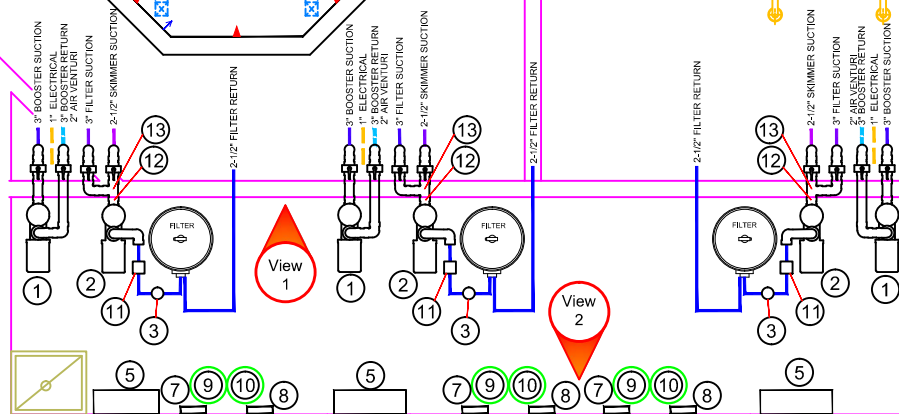 3" BOOSTER SUCTION
1" ELECTRICAL
3" BOOSTER RETURN
2" AIR VENTURI
3" FILTER SUCTION
2-1/2" SKIMMER SUCTION
2-1/2" FILTER RETURN
3" BOOSTER SUCTION
1" ELECTRICAL
3" BOOSTER RETURN
2" AIR VENTURI
3" FILTER SUCTION
2-1/2" SKIMMER SUCTION
2-1/2" FILTER RETURN
2-1/2" FILTER RETURN
2-1/2" SKIMMER SUCTION
3" FILTER SUCTION
2" AIR VENTURI
3" BOOSTER RETURN
1" ELECTRICAL
3" BOOSTER SUCTION
13
13
13
12
12
12
FILTER
FILTER
FILTER
View
1
1
2
1
2
2
1
11
11
11
3
3
3
View
2
5
5
5
7
9
10
8
7
9
10
8
7
9
10
8